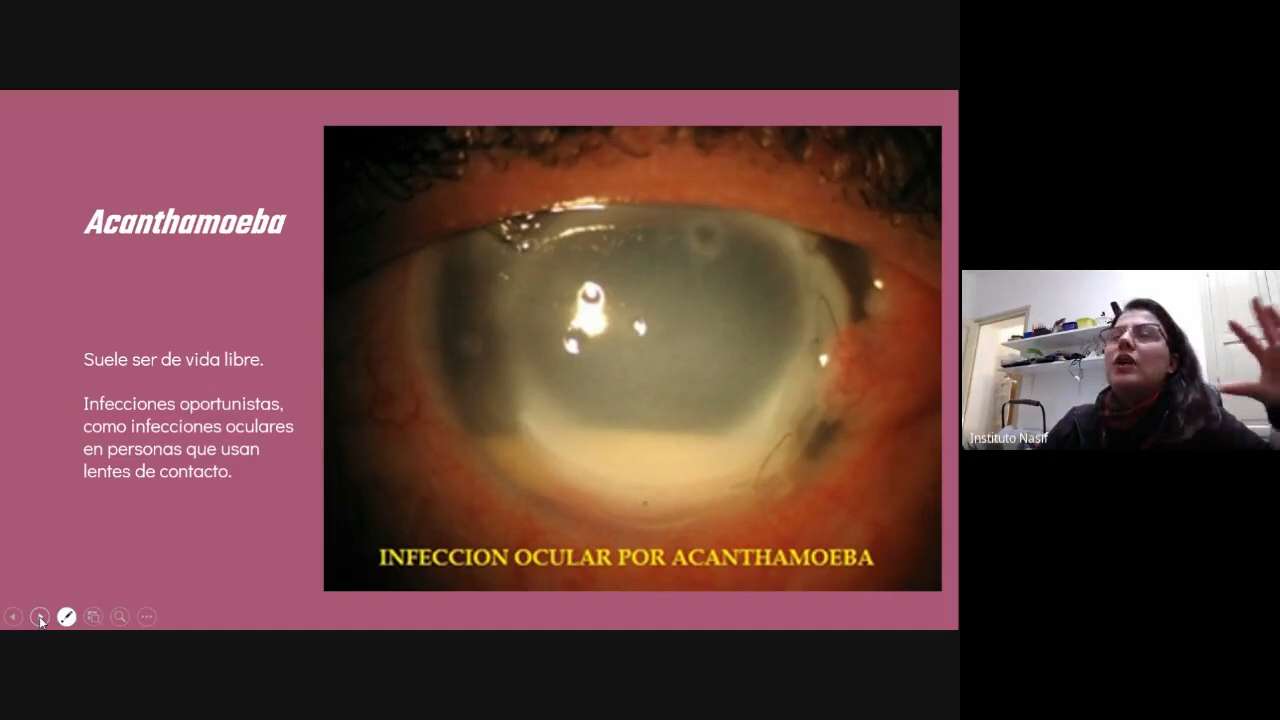 Acanthamoeba
Suele ser de vida libre.
Infecciones oportunistas,
como infecciones oculares
en personas que usan
lentes de contacto.
INFECCION OCULAR POR ACANTHAMOEBA
Instituto Nasif